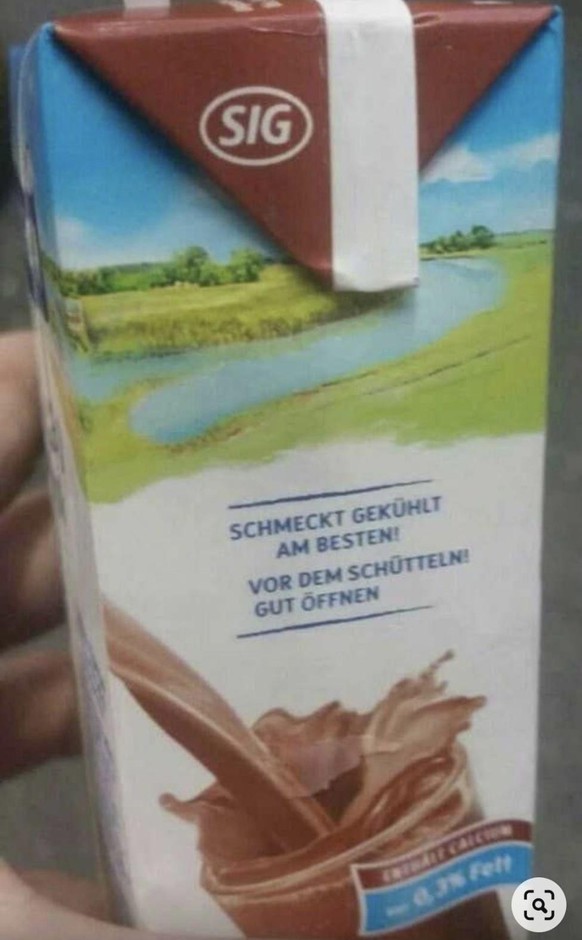 SIG
SCHMECKT GEKÜHLT
AM BESTEN!
VOR DEM SCHÜTTELN!
GUT ÖFFNEN
ENTHÄLT CALCIUM
0,3% Fett